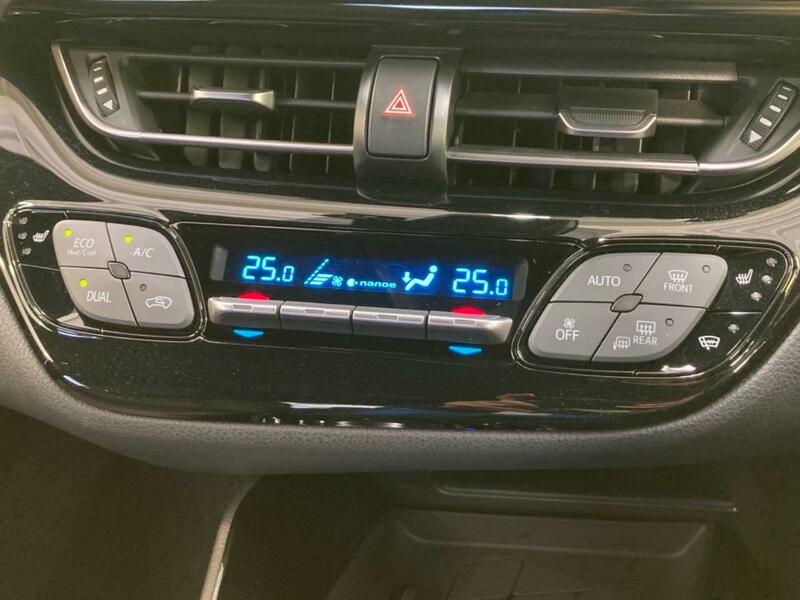 ECO
Heat/Cool
A/C
DUAL
25.0
nanoe
25.0
AUTO
FRONT
OFF
REAR